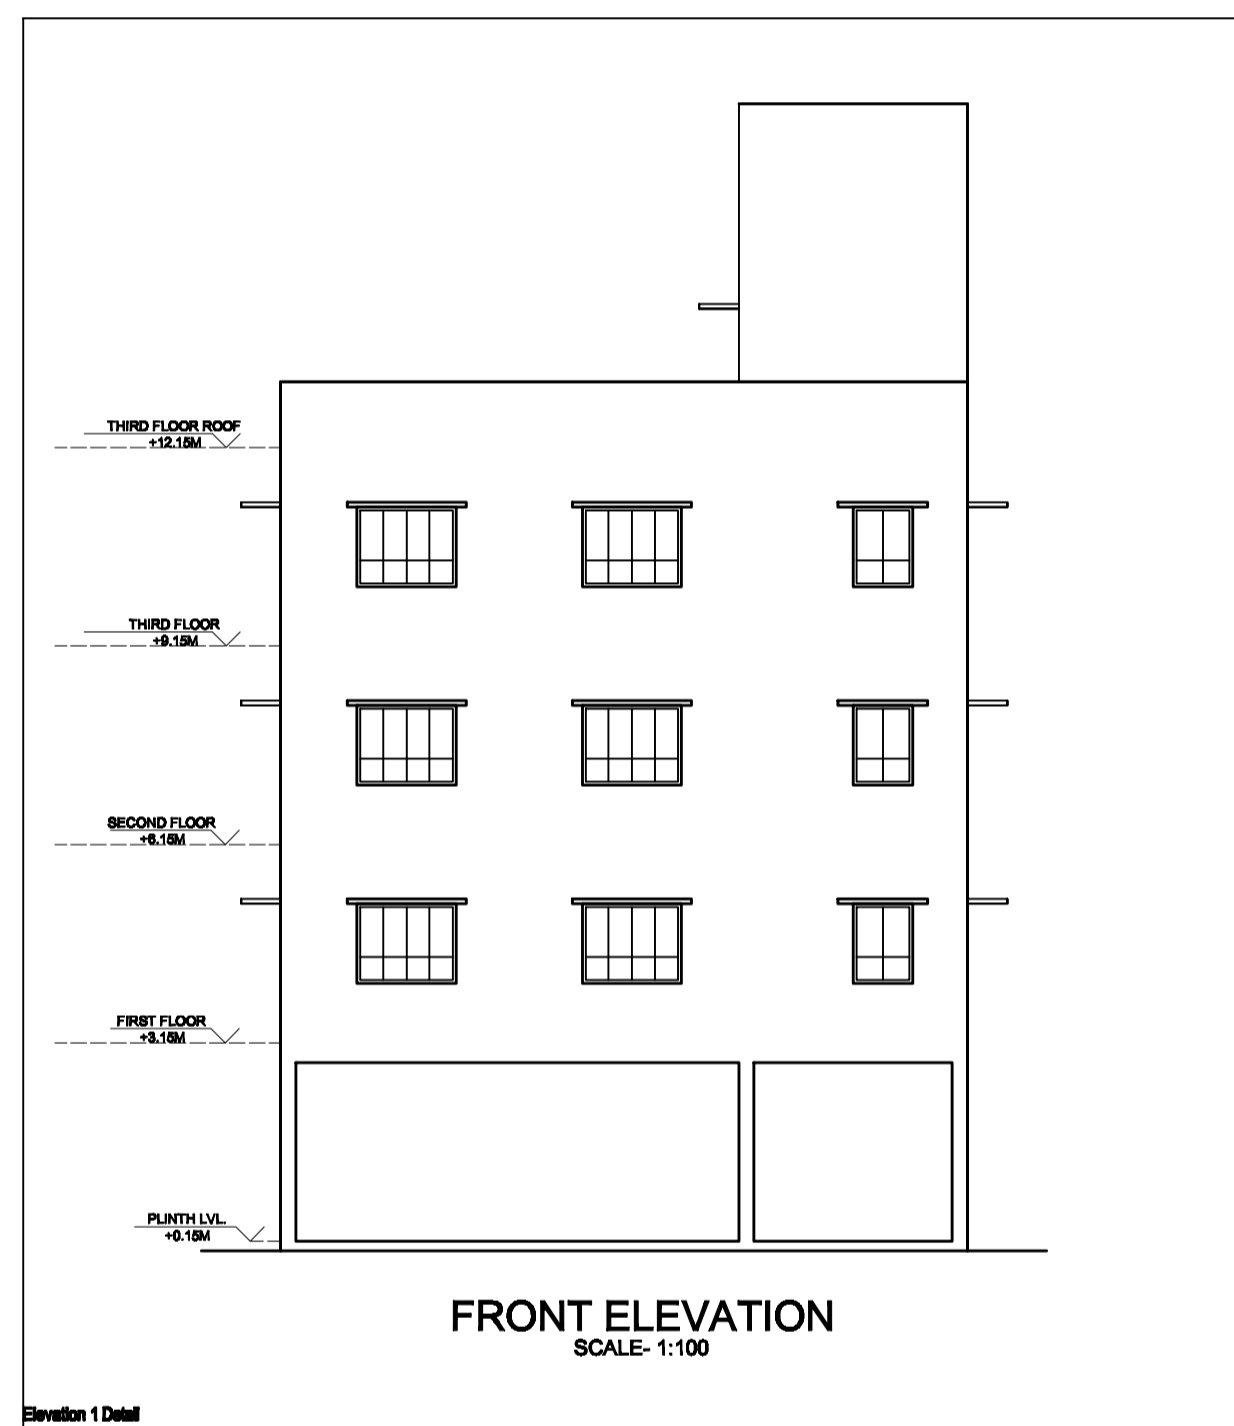 THIRD FLOOR ROOF
+12.15M
THIRD FLOOR
+9.15M
SECOND FLOOR
+6.15M
FIRST FLOOR
+3.15M
PLINTH LVL.
+0.15M
FRONT ELEVATION
SCALE- 1:100
Elevation 1 Detail